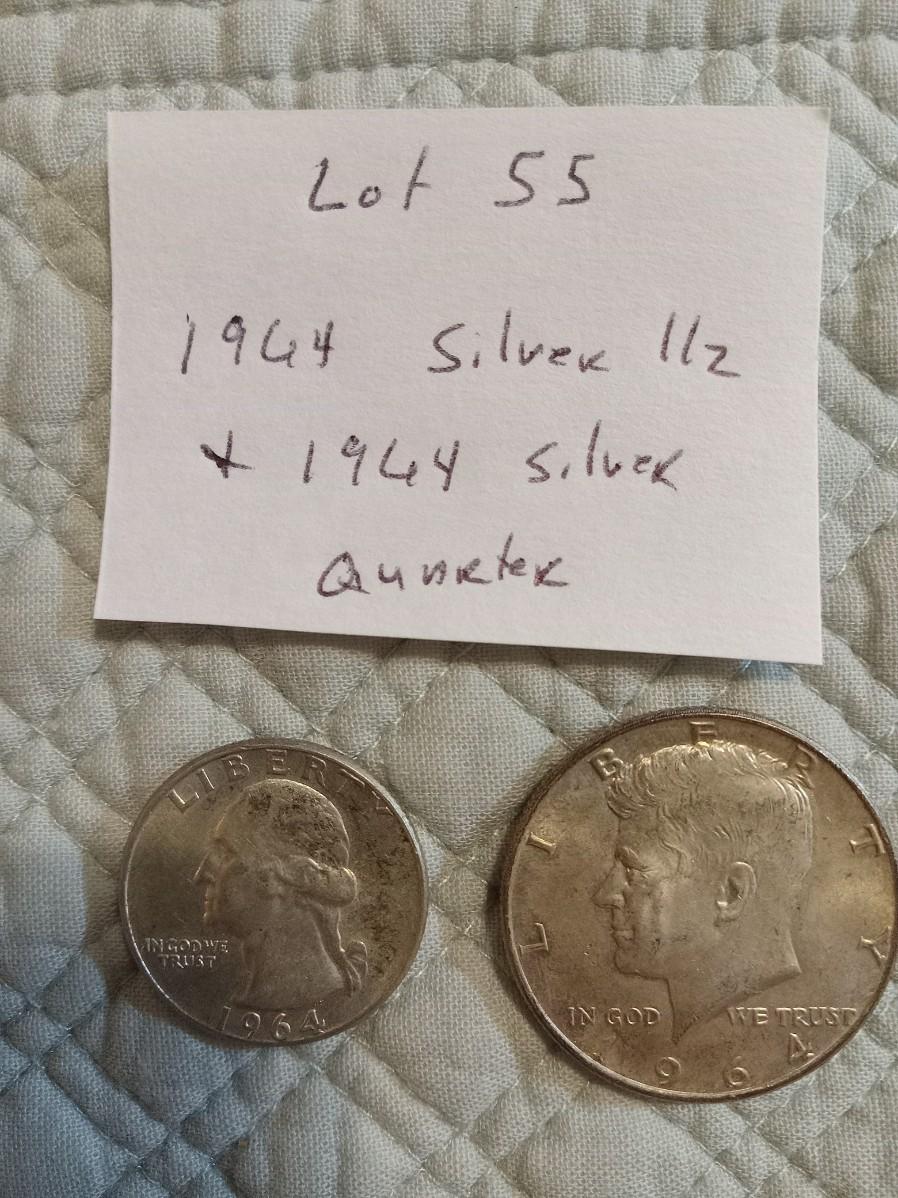 Lot 55
1964 Silver 1/2
+ 1964 Silver
Quarter
LIBERTY
IN GOD WE
TRUST
1964
LIBERTY
IN GOD WE TRUST
1964